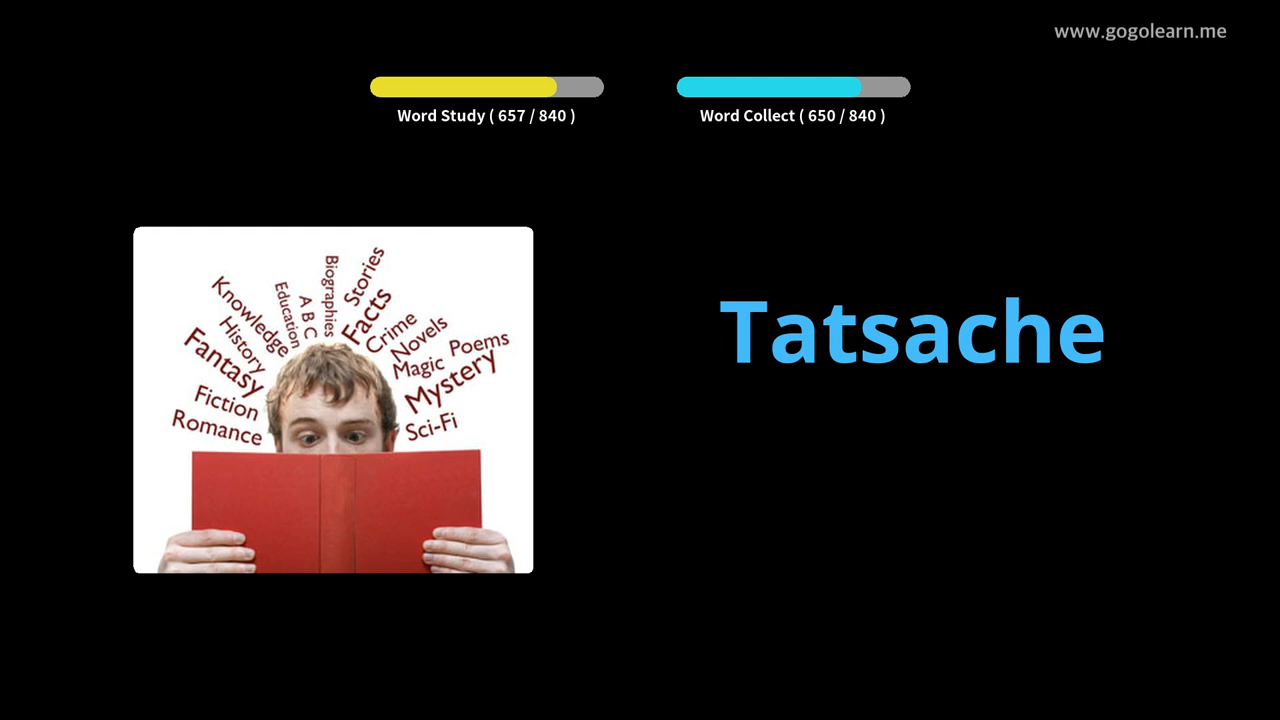 www.gogolearn.me
Word Study ( 657 / 840 )
Word Collect ( 650 / 840 )
Tatsache
Biographies
Stories
Education
A B C
Facts
Knowledge
History
Crime
Novels
Poems
Fantasy
Magic
Mystery
Fiction
Romance
Sci-Fi